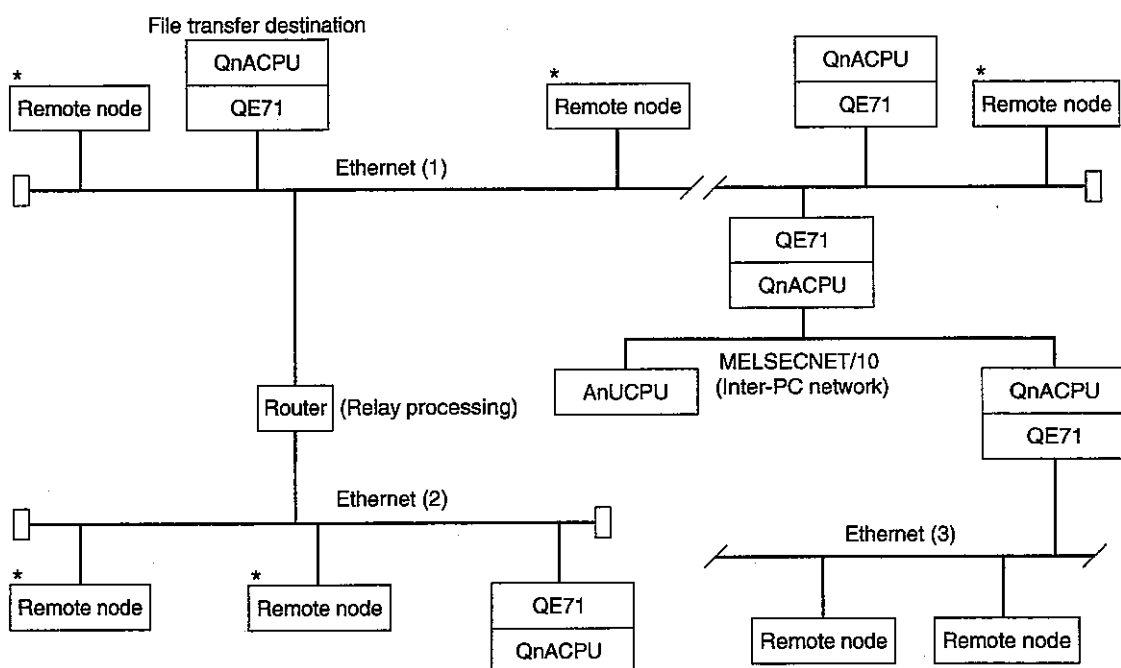 File transfer destination
*
Remote node
QnACPU
QE71
*
Remote node
QnACPU
QE71
*
Remote node
Ethernet (1)
QE71
QnACPU
MELSECNET/10
(Inter-PC network)
AnUCPU
QnACPU
QE71
Router (Relay processing)
Ethernet (2)
Ethernet (3)
*
Remote node
*
Remote node
QE71
QnACPU
Remote node
Remote node